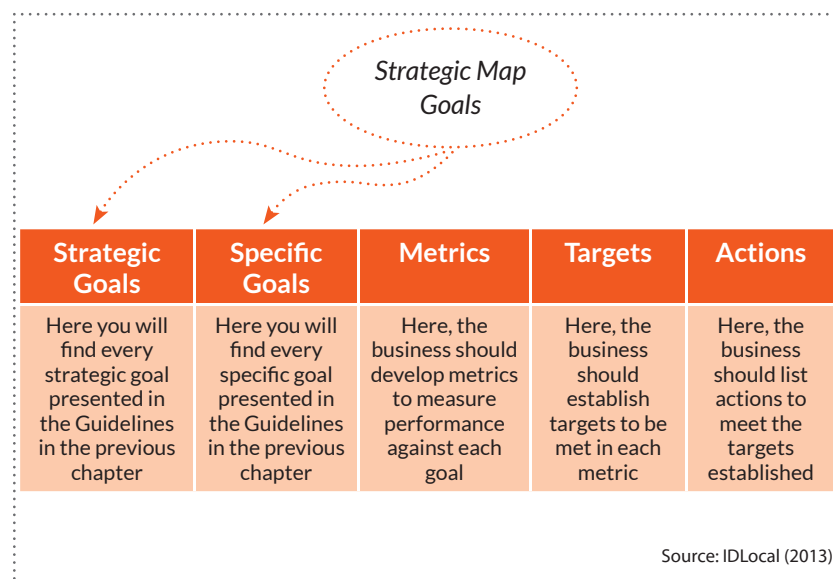 Strategic Map
Goals
Strategic
Goals
Specific
Goals
Metrics
Targets
Actions
Here you will
find every
strategic goal
presented in
the Guidelines
in the previous
chapter
Here you will
find every
specific goal
presented in
the Guidelines
in the previous
chapter
Here, the
business should
develop metrics
to measure
performance
against each
goal
Here, the
business
should
establish
targets to be
met in each
metric
Here, the
business
should list
actions to
meet the
targets
established
Source: IDLocal (2013)